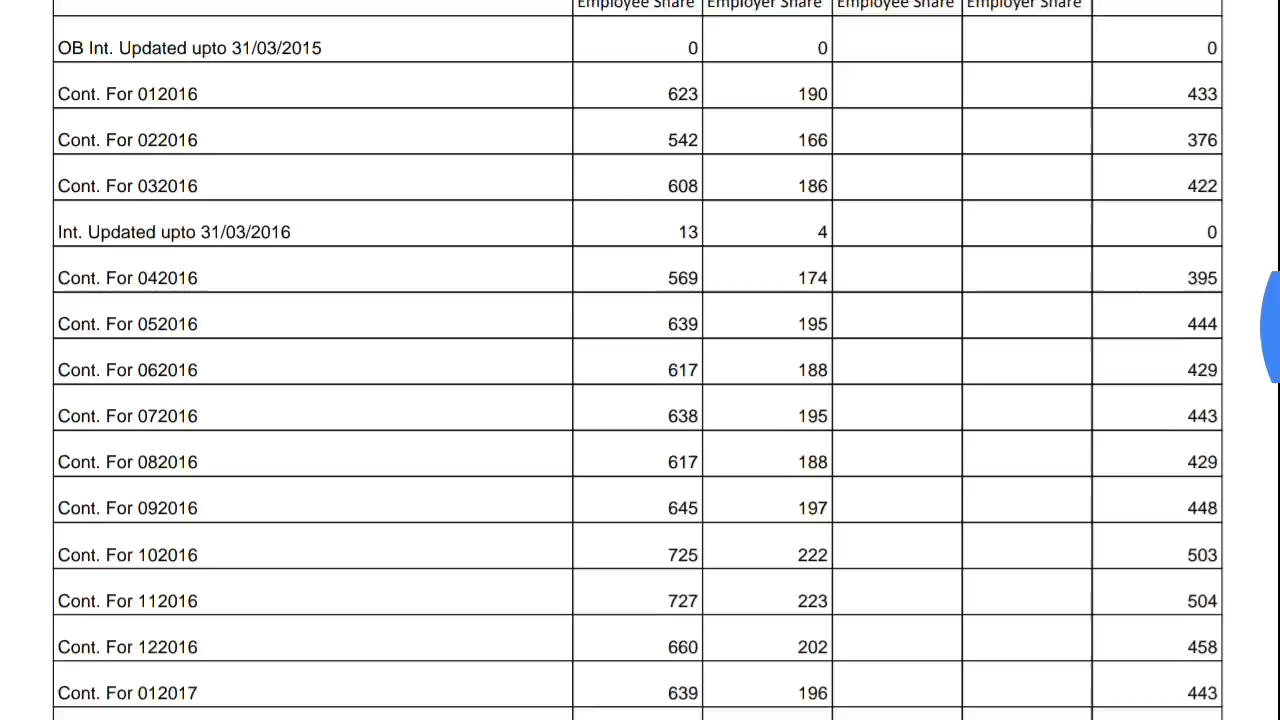 Employee Share Employer Share Employee Share Employer Share
OB Int. Updated upto 31/03/2015 0 0 0
Cont. For 012016 623 190 433
Cont. For 022016 542 166 376
Cont. For 032016 608 186 422
Int. Updated upto 31/03/2016 13 4 0
Cont. For 042016 569 174 395
Cont. For 052016 639 195 444
Cont. For 062016 617 188 429
Cont. For 072016 638 195 443
Cont. For 082016 617 188 429
Cont. For 092016 645 197 448
Cont. For 102016 725 222 503
Cont. For 112016 727 223 504
Cont. For 122016 660 202 458
Cont. For 012017 639 196 443